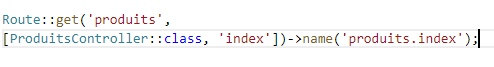 Route::get('produits',
[ProduitsController::class, 'index'])->name('produits.index');